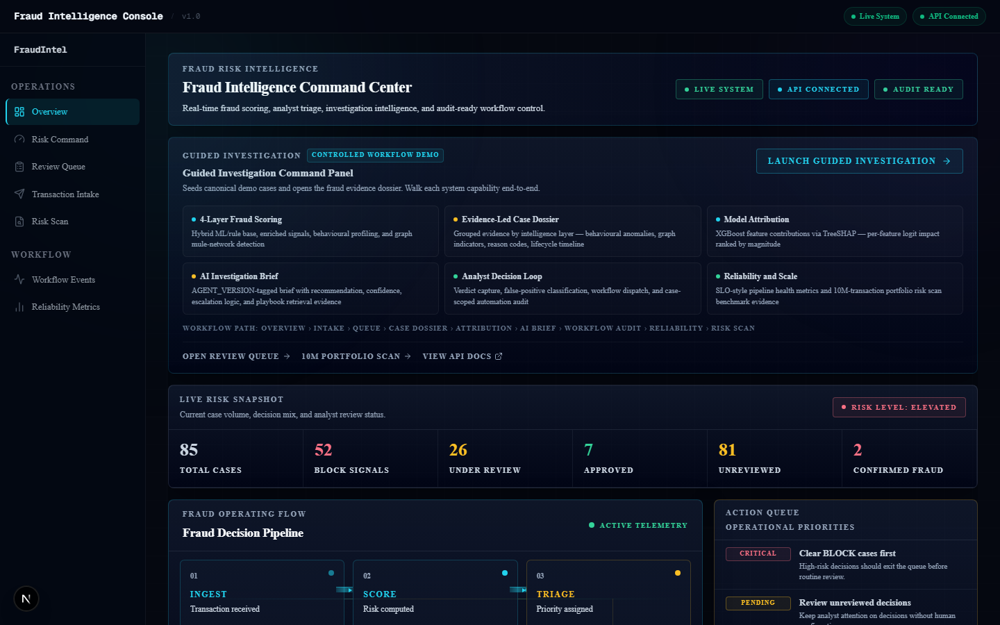 Fraud Intelligence Console / v1.0
Live System
API Connected
FraudIntel
OPERATIONS
Overview
Risk Command
Review Queue
Transaction Intake
Risk Scan
WORKFLOW
Workflow Events
Reliability Metrics
N
FRAUD RISK INTELLIGENCE
Fraud Intelligence Command Center
Real-time fraud scoring, analyst triage, investigation intelligence, and audit-ready workflow control.
LIVE SYSTEM
API CONNECTED
AUDIT READY
GUIDED INVESTIGATION
CONTROLLED WORKFLOW DEMO
Guided Investigation Command Panel
Seeds canonical demo cases and opens the fraud evidence dossier. Walk each system capability end-to-end.
LAUNCH GUIDED INVESTIGATION →
4-Layer Fraud Scoring
Hybrid ML/rule base, enriched signals, behavioural profiling, and graph
mule-network detection
Evidence-Led Case Dossier
Grouped evidence by intelligence layer — behavioural anomalies, graph
indicators, reason codes, lifecycle timeline
Model Attribution
XGBoost feature contributions via TreeSHAP — per-feature logit impact
ranked by magnitude
AI Investigation Brief
AGENT_VERSION-tagged brief with recommendation, confidence,
escalation logic, and playbook retrieval evidence
Analyst Decision Loop
Verdict capture, false-positive classification, workflow dispatch, and case-
scoped automation audit
Reliability and Scale
SLO-style pipeline health metrics and 10M-transaction portfolio risk scan
benchmark evidence
WORKFLOW PATH: OVERVIEW › INTAKE › QUEUE › CASE DOSSIER › ATTRIBUTION › AI BRIEF › WORKFLOW AUDIT › RELIABILITY › RISK SCAN
OPEN REVIEW QUEUE →
10M PORTFOLIO SCAN →
VIEW API DOCS
LIVE RISK SNAPSHOT
Current case volume, decision mix, and analyst review status.
RISK LEVEL: ELEVATED
85
TOTAL CASES
52
BLOCK SIGNALS
26
UNDER REVIEW
7
APPROVED
81
UNREVIEWED
2
CONFIRMED FRAUD
FRAUD OPERATING FLOW
Fraud Decision Pipeline
ACTIVE TELEMETRY
01
INGEST
Transaction received
02
SCORE
Risk computed
03
TRIAGE
Priority assigned
ACTION QUEUE
OPERATIONAL PRIORITIES
CRITICAL
Clear BLOCK cases first
High-risk decisions should exit the queue before
routine review.
PENDING
Review unreviewed decisions
Keep analyst attention on decisions without human